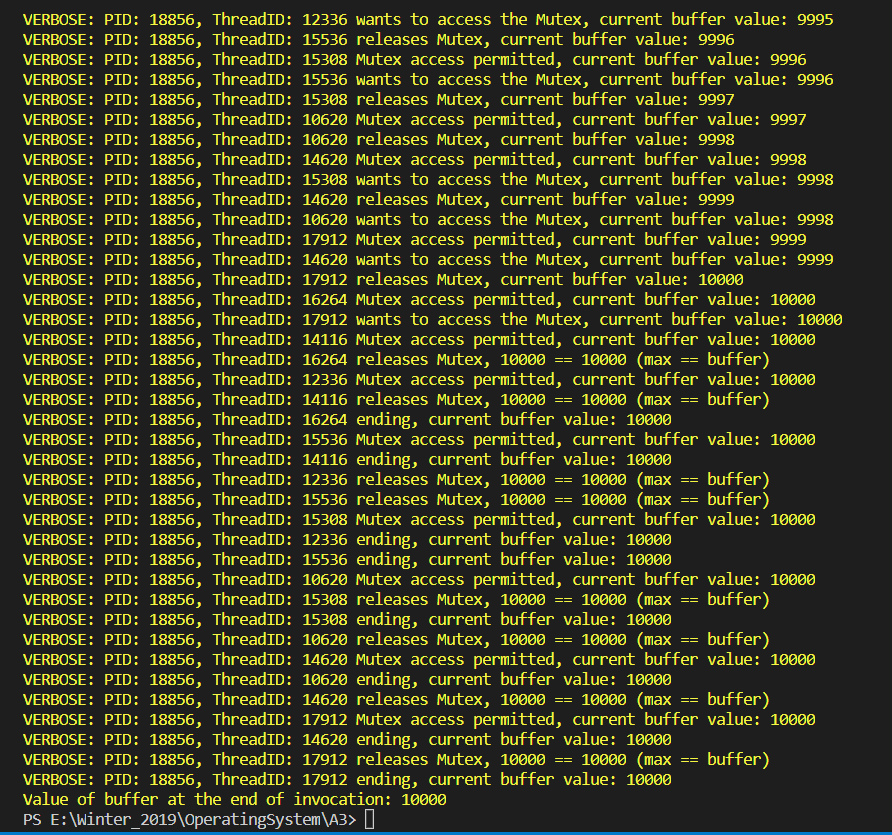 VERBOSE: PID: 18856, ThreadID: 12336 wants to access the Mutex, current buffer value: 9995
VERBOSE: PID: 18856, ThreadID: 15536 releases Mutex, current buffer value: 9996
VERBOSE: PID: 18856, ThreadID: 15308 Mutex access permitted, current buffer value: 9996
VERBOSE: PID: 18856, ThreadID: 15536 wants to access the Mutex, current buffer value: 9996
VERBOSE: PID: 18856, ThreadID: 15308 releases Mutex, current buffer value: 9997
VERBOSE: PID: 18856, ThreadID: 10620 Mutex access permitted, current buffer value: 9997
VERBOSE: PID: 18856, ThreadID: 10620 releases Mutex, current buffer value: 9998
VERBOSE: PID: 18856, ThreadID: 14620 Mutex access permitted, current buffer value: 9998
VERBOSE: PID: 18856, ThreadID: 15308 wants to access the Mutex, current buffer value: 9998
VERBOSE: PID: 18856, ThreadID: 14620 releases Mutex, current buffer value: 9999
VERBOSE: PID: 18856, ThreadID: 10620 wants to access the Mutex, current buffer value: 9998
VERBOSE: PID: 18856, ThreadID: 17912 Mutex access permitted, current buffer value: 9999
VERBOSE: PID: 18856, ThreadID: 14620 wants to access the Mutex, current buffer value: 9999
VERBOSE: PID: 18856, ThreadID: 17912 releases Mutex, current buffer value: 10000
VERBOSE: PID: 18856, ThreadID: 16264 Mutex access permitted, current buffer value: 10000
VERBOSE: PID: 18856, ThreadID: 17912 wants to access the Mutex, current buffer value: 10000
VERBOSE: PID: 18856, ThreadID: 14116 Mutex access permitted, current buffer value: 10000
VERBOSE: PID: 18856, ThreadID: 16264 releases Mutex, 10000 == 10000 (max == buffer)
VERBOSE: PID: 18856, ThreadID: 12336 Mutex access permitted, current buffer value: 10000
VERBOSE: PID: 18856, ThreadID: 14116 releases Mutex, 10000 == 10000 (max == buffer)
VERBOSE: PID: 18856, ThreadID: 16264 ending, current buffer value: 10000
VERBOSE: PID: 18856, ThreadID: 15536 Mutex access permitted, current buffer value: 10000
VERBOSE: PID: 18856, ThreadID: 14116 ending, current buffer value: 10000
VERBOSE: PID: 18856, ThreadID: 12336 releases Mutex, 10000 == 10000 (max == buffer)
VERBOSE: PID: 18856, ThreadID: 15536 releases Mutex, 10000 == 10000 (max == buffer)
VERBOSE: PID: 18856, ThreadID: 15308 Mutex access permitted, current buffer value: 10000
VERBOSE: PID: 18856, ThreadID: 12336 ending, current buffer value: 10000
VERBOSE: PID: 18856, ThreadID: 15536 ending, current buffer value: 10000
VERBOSE: PID: 18856, ThreadID: 10620 Mutex access permitted, current buffer value: 10000
VERBOSE: PID: 18856, ThreadID: 15308 releases Mutex, 10000 == 10000 (max == buffer)
VERBOSE: PID: 18856, ThreadID: 15308 ending, current buffer value: 10000
VERBOSE: PID: 18856, ThreadID: 10620 releases Mutex, 10000 == 10000 (max == buffer)
VERBOSE: PID: 18856, ThreadID: 14620 Mutex access permitted, current buffer value: 10000
VERBOSE: PID: 18856, ThreadID: 10620 ending, current buffer value: 10000
VERBOSE: PID: 18856, ThreadID: 14620 releases Mutex, 10000 == 10000 (max == buffer)
VERBOSE: PID: 18856, ThreadID: 17912 Mutex access permitted, current buffer value: 10000
VERBOSE: PID: 18856, ThreadID: 14620 ending, current buffer value: 10000
VERBOSE: PID: 18856, ThreadID: 17912 releases Mutex, 10000 == 10000 (max == buffer)
VERBOSE: PID: 18856, ThreadID: 17912 ending, current buffer value: 10000
Value of buffer at the end of invocation: 10000
PS E:\Winter_2019\OperatingSystem\A3>